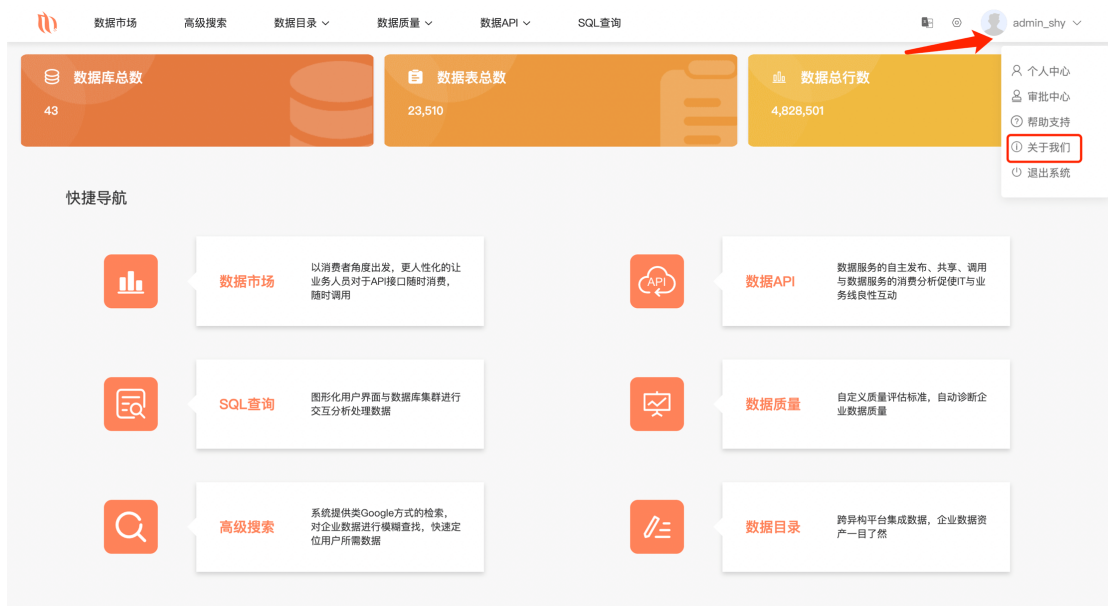 数据市场
高级搜索
数据目录
数据质量
数据API
SQL查询
admin_shy
数据库总数
43
数据表总数
23,510
数据总行数
4,828,501
个人中心
审批中心
帮助支持
关于我们
退出系统
快捷导航
数据市场
以消费者角度出发，更人性化的让
业务人员对于API接口随时消费，
随时调用
API
数据API
数据服务的自主发布、共享、调用
与数据服务的消费分析促使IT与业
务线良性互动
SQL查询
图形化用户界面与数据库集群进行
交互分析处理数据
数据质量
自定义质量评估标准，自动诊断企
业数据质量
高级搜索
系统提供类Google方式的检索，
对企业数据进行模糊查找，快速定
位用户所需数据
数据目录
跨异构平台集成数据，企业数据资
产一目了然